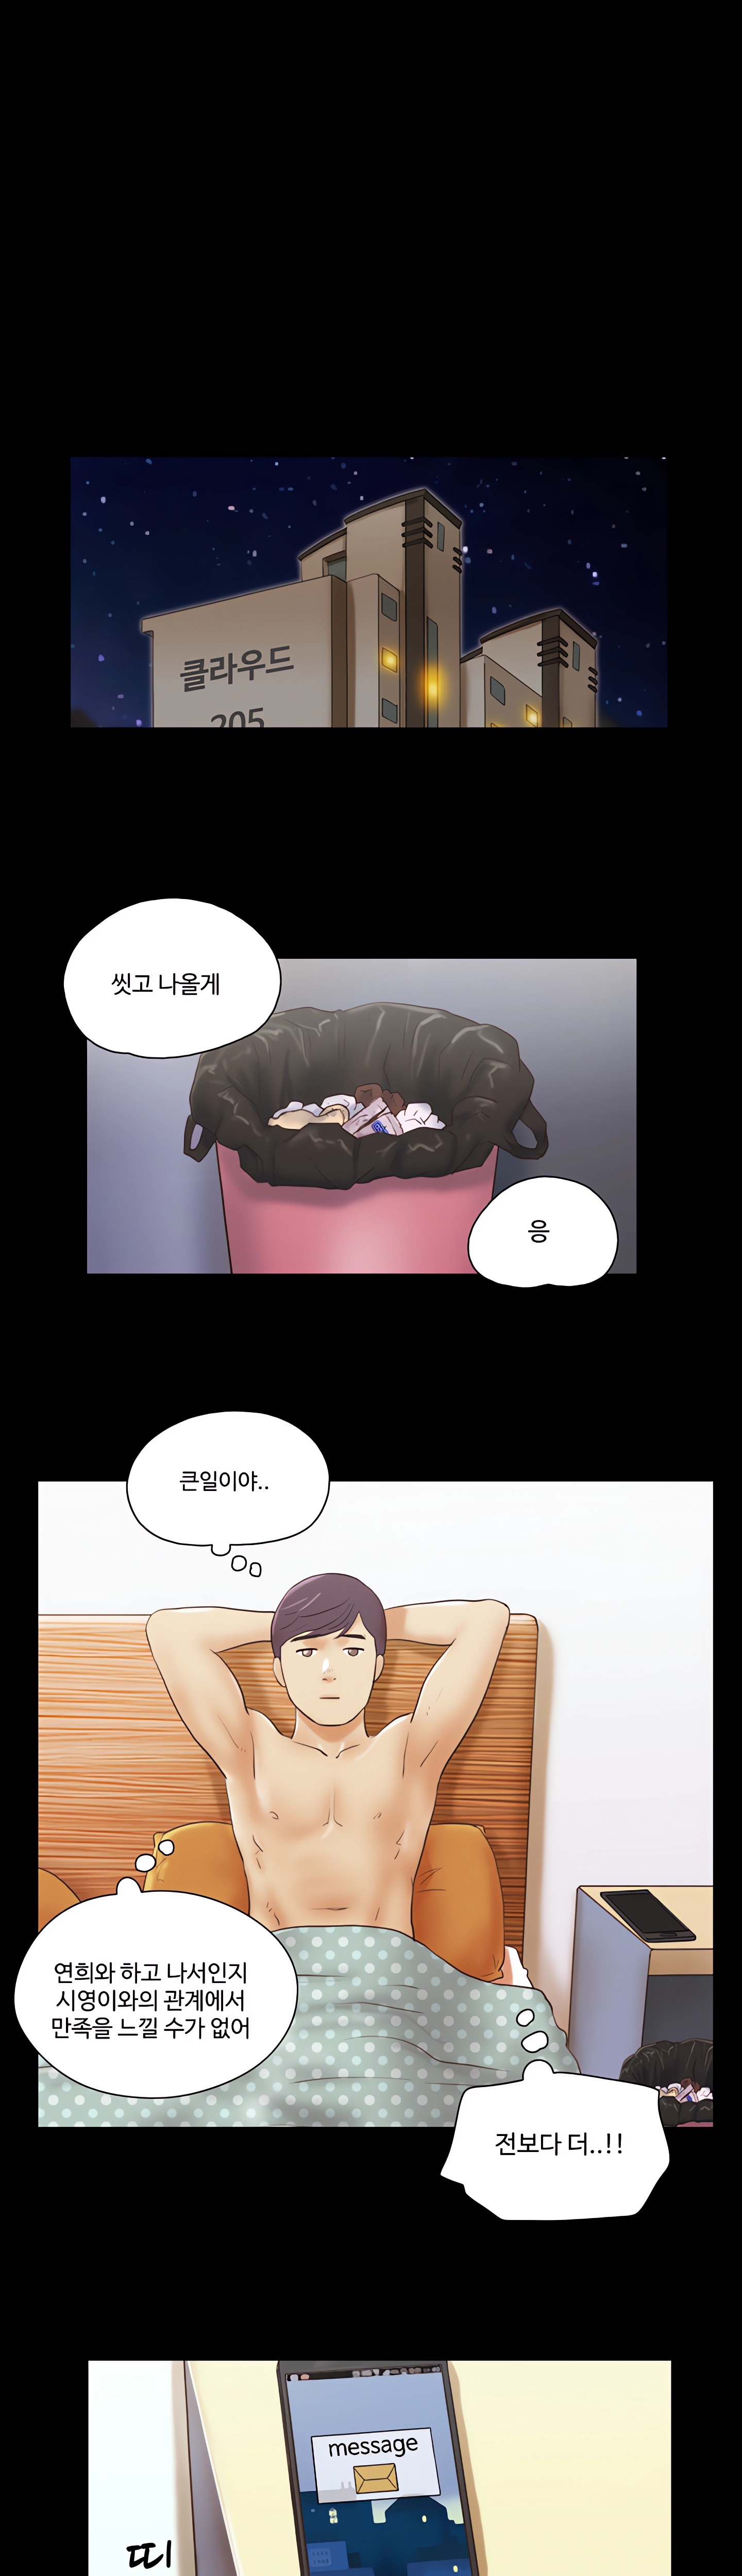 클라우드
205
씻고 나올게
응
큰일이야..
연희와 하고 나서인지
시영이와의 관계에서
만족을 느낄 수가 없어
전보다 더..!!
message
띠